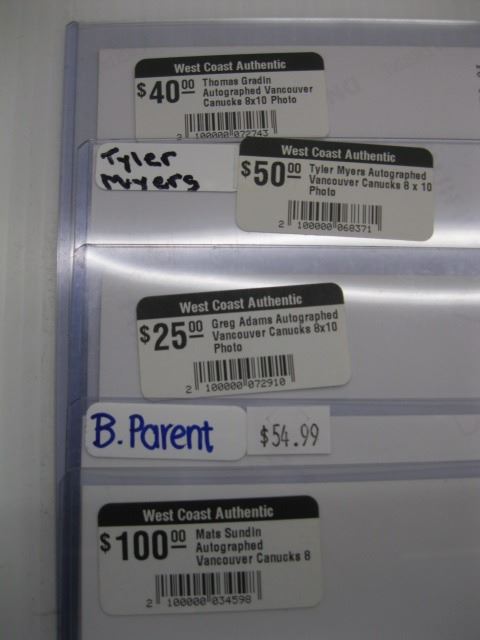 West Coast Authentic
$40.00 Thomas Gradin
Autographed Vancouver
Canucks 8x10 Photo
2 100000 072743
Tyler
Myers
West Coast Authentic
$50.00 Tyler Myers Autographed
Vancouver Canucks 8 x 10
Photo
2 100000 060371
West Coast Authentic
$25.00 Greg Adams Autographed
Vancouver Canucks 8x10
Photo
2 100000 072910
B. Parent
$54.99
West Coast Authentic
$100.00 Mats Sundin
Autographed
Vancouver Canucks 8
2 100000 034598